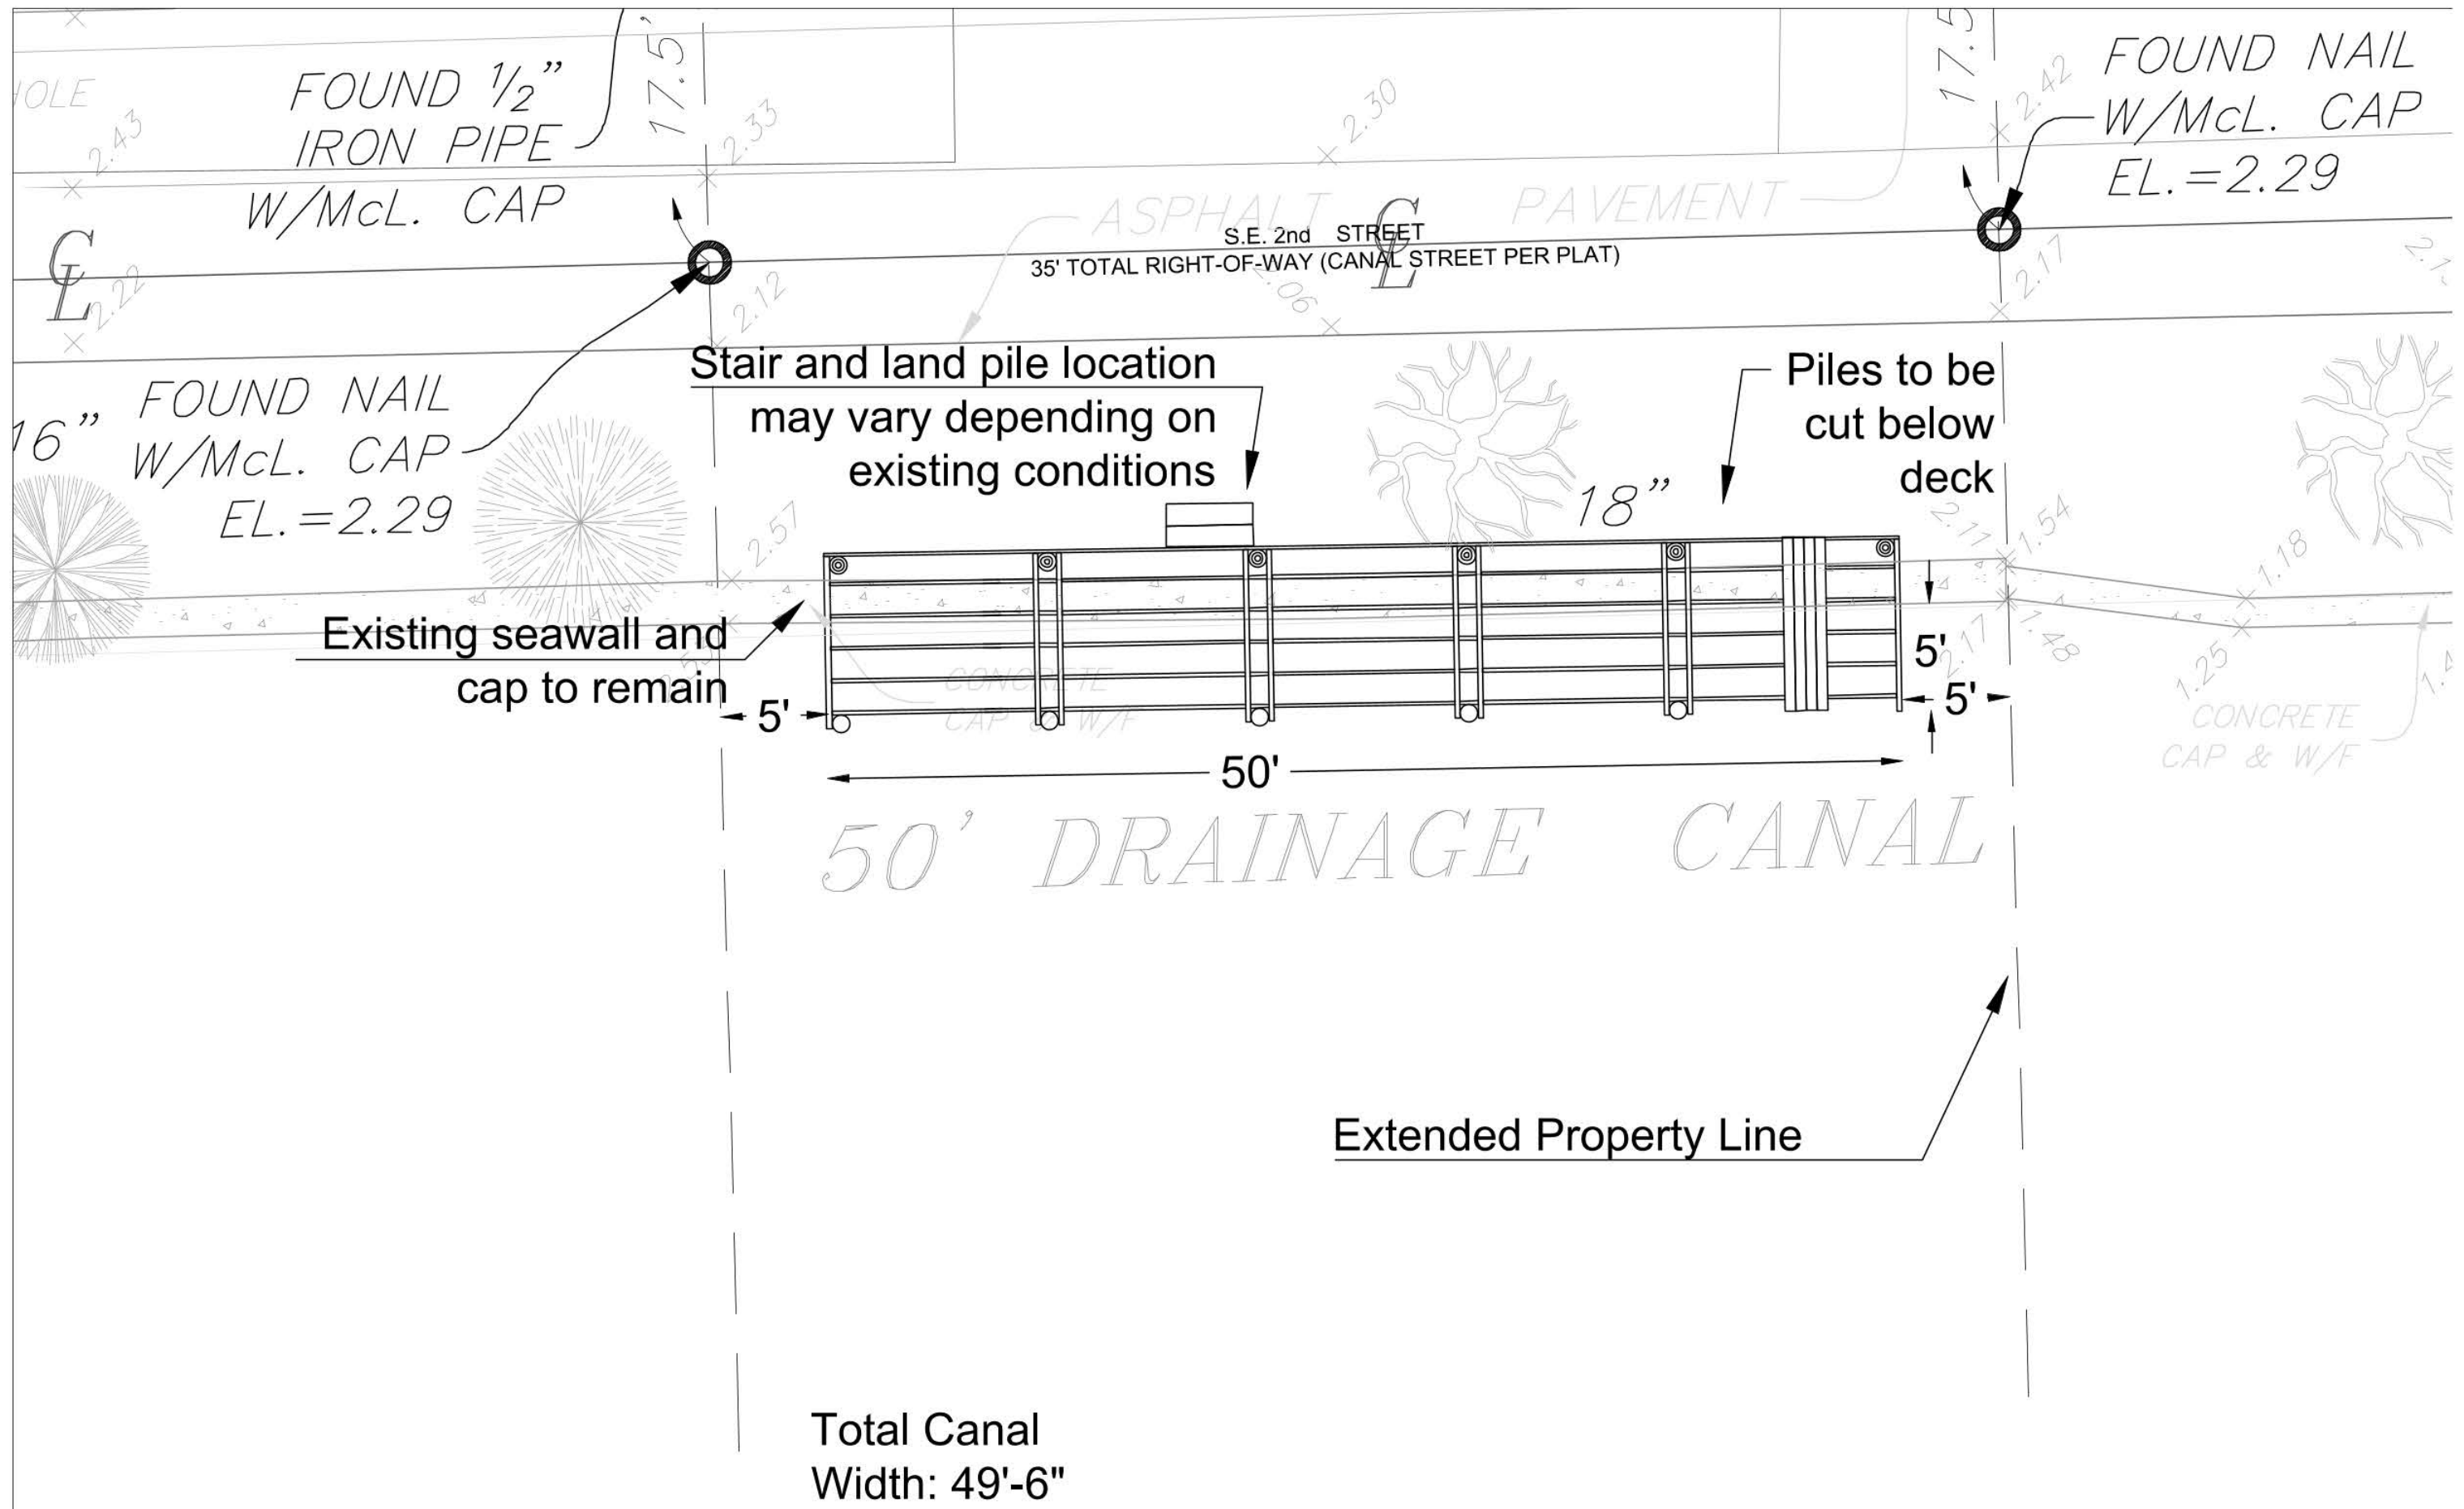 17.5'
17.5
FOUND NAIL
W/McL. CAP
EL.=2.29
FOUND 1/2"
IRON PIPE
W/McL. CAP
2.43
2.33
2.30
2.42
ASPHALT PAVEMENT
S.E. 2nd STREET
35' TOTAL RIGHT-OF-WAY (CANAL STREET PER PLAT)
CL
CL
2.22
2.12
2.06
2.17
Stair and land pile location
may vary depending on
existing conditions
Piles to be
cut below
deck
16"
FOUND NAIL
W/McL. CAP
EL.=2.29
18"
2.57
2.11
1.54
1.18
Existing seawall and
cap to remain
CONCRETE
CAP & W/F
5'
5'
5'
2.17
1.48
1.25
CONCRETE
CAP & W/F
50'
50' DRAINAGE CANAL
Extended Property Line
Total Canal
Width: 49'-6"